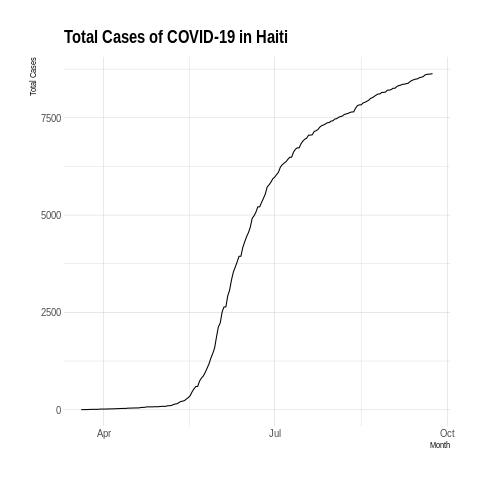 Total Cases of COVID-19 in Haiti
Total Cases
7500
5000
2500
0
Apr
Jul
Oct
Month